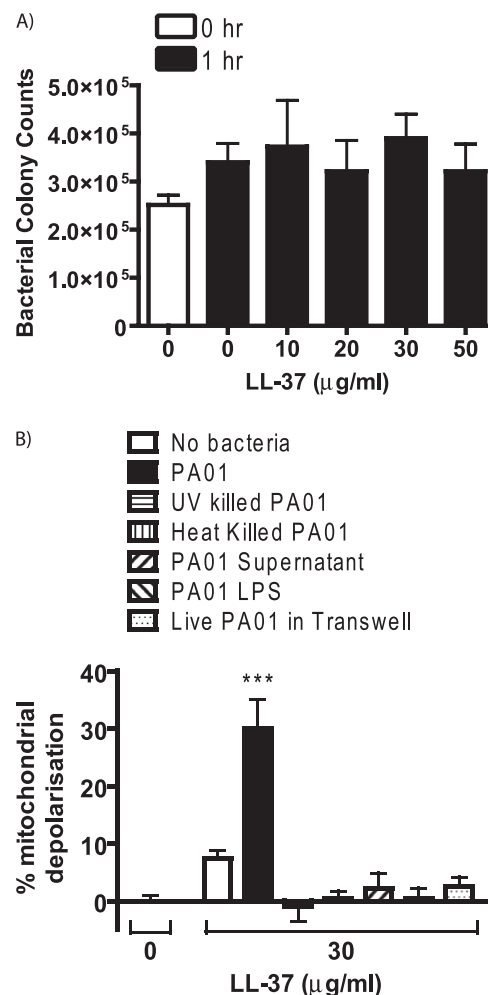 A)
0 hr
1 hr
Bacterial Colony Counts
5.0×10⁵
4.0×10⁵
3.0×10⁵
2.0×10⁵
1.0×10⁵
0
0 0 10 20 30 50
LL-37 (μg/ml)
B)
No bacteria
PA01
UV killed PA01
Heat Killed PA01
PA01 Supernatant
PA01 LPS
Live PA01 in Transwell
% mitochondrial
depolarisation
40
30
20
10
0
***
0 30
LL-37 (μg/ml)